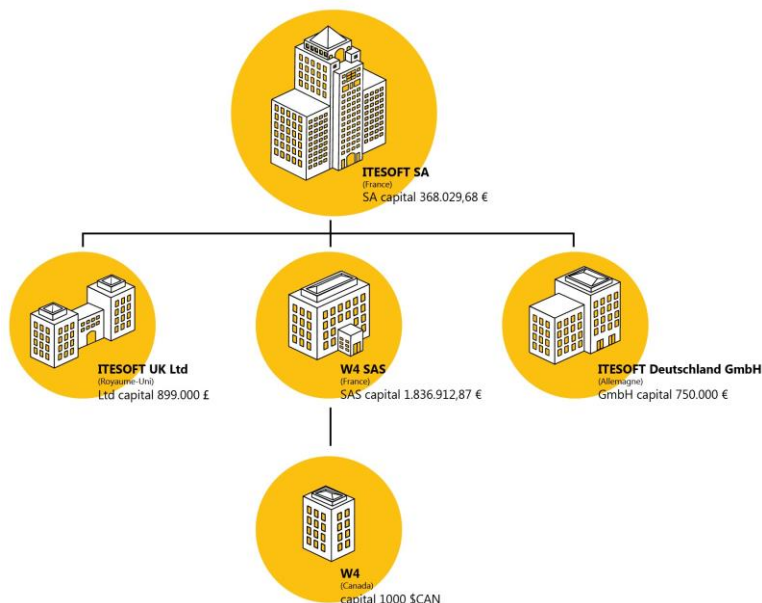 ITESOFT SA
(France)
SA capital 368.029,68 €
ITESOFT UK Ltd
(Royaume-Uni)
Ltd capital 899.000 £
W4 SAS
(France)
SAS capital 1.836.912,87 €
ITESOFT Deutschland GmbH
(Allemagne)
GmbH capital 750.000 €
W4
(Canada)
capital 1000 $CAN